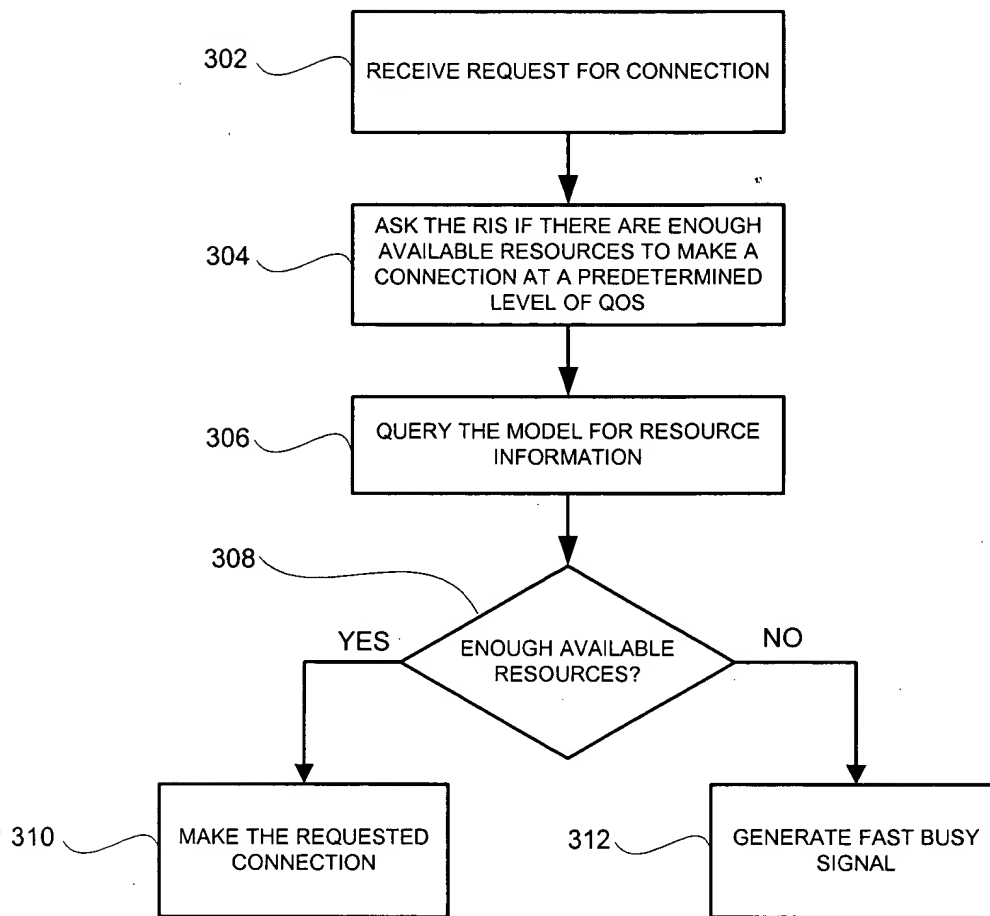 302
RECEIVE REQUEST FOR CONNECTION
304
ASK THE RIS IF THERE ARE ENOUGH
AVAILABLE RESOURCES TO MAKE A
CONNECTION AT A PREDETERMINED
LEVEL OF QOS
306
QUERY THE MODEL FOR RESOURCE
INFORMATION
308
YES
ENOUGH AVAILABLE
RESOURCES?
NO
310
MAKE THE REQUESTED
CONNECTION
312
GENERATE FAST BUSY
SIGNAL